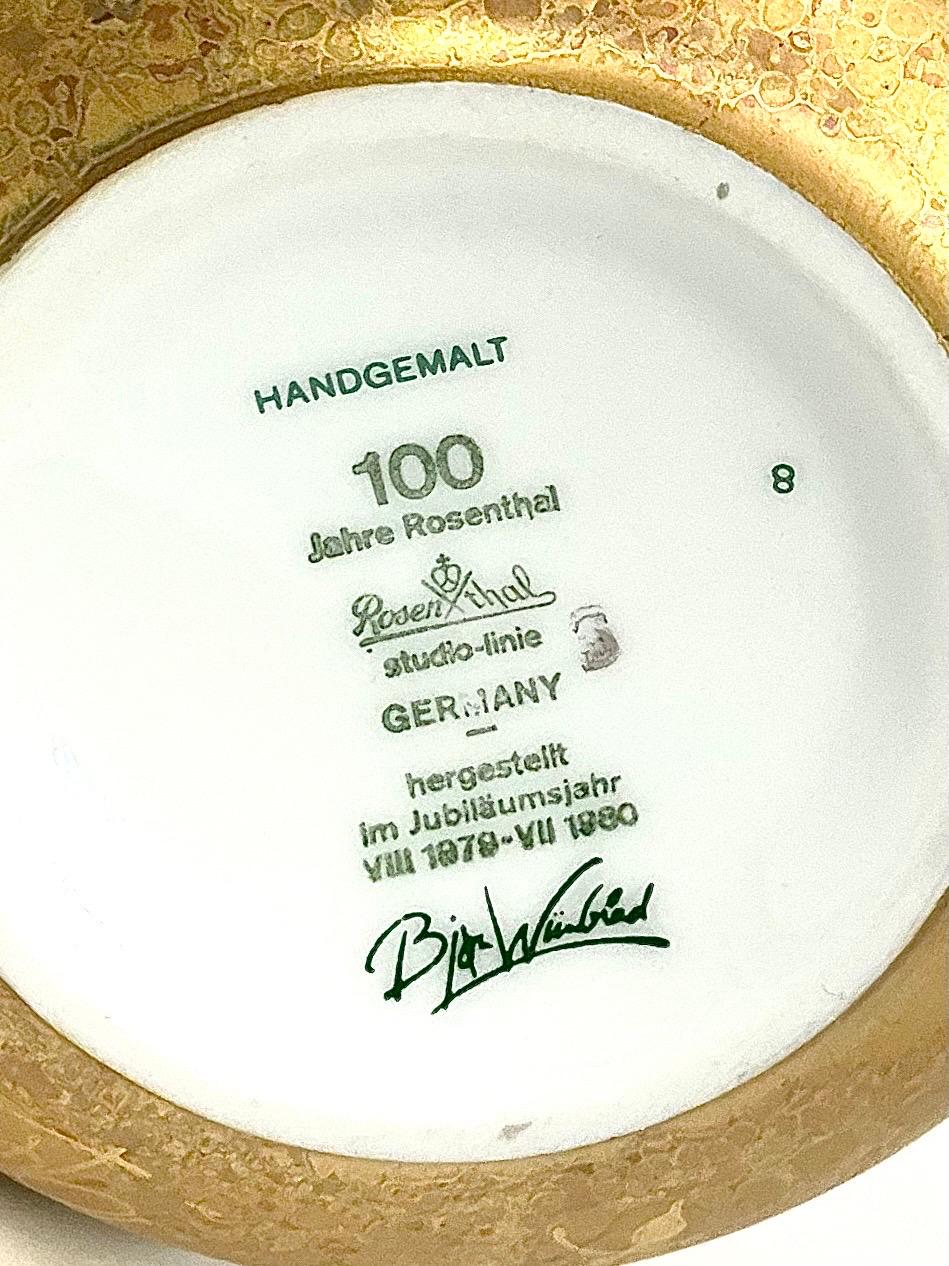 HANDGEMALT
100
Jahre Rosenthal
Rosenthal
studio-linie
GERMANY
hergestellt
im Jubiläumsjahr
VIII 1979-VII 1980
Bjørn Wiinblad
8